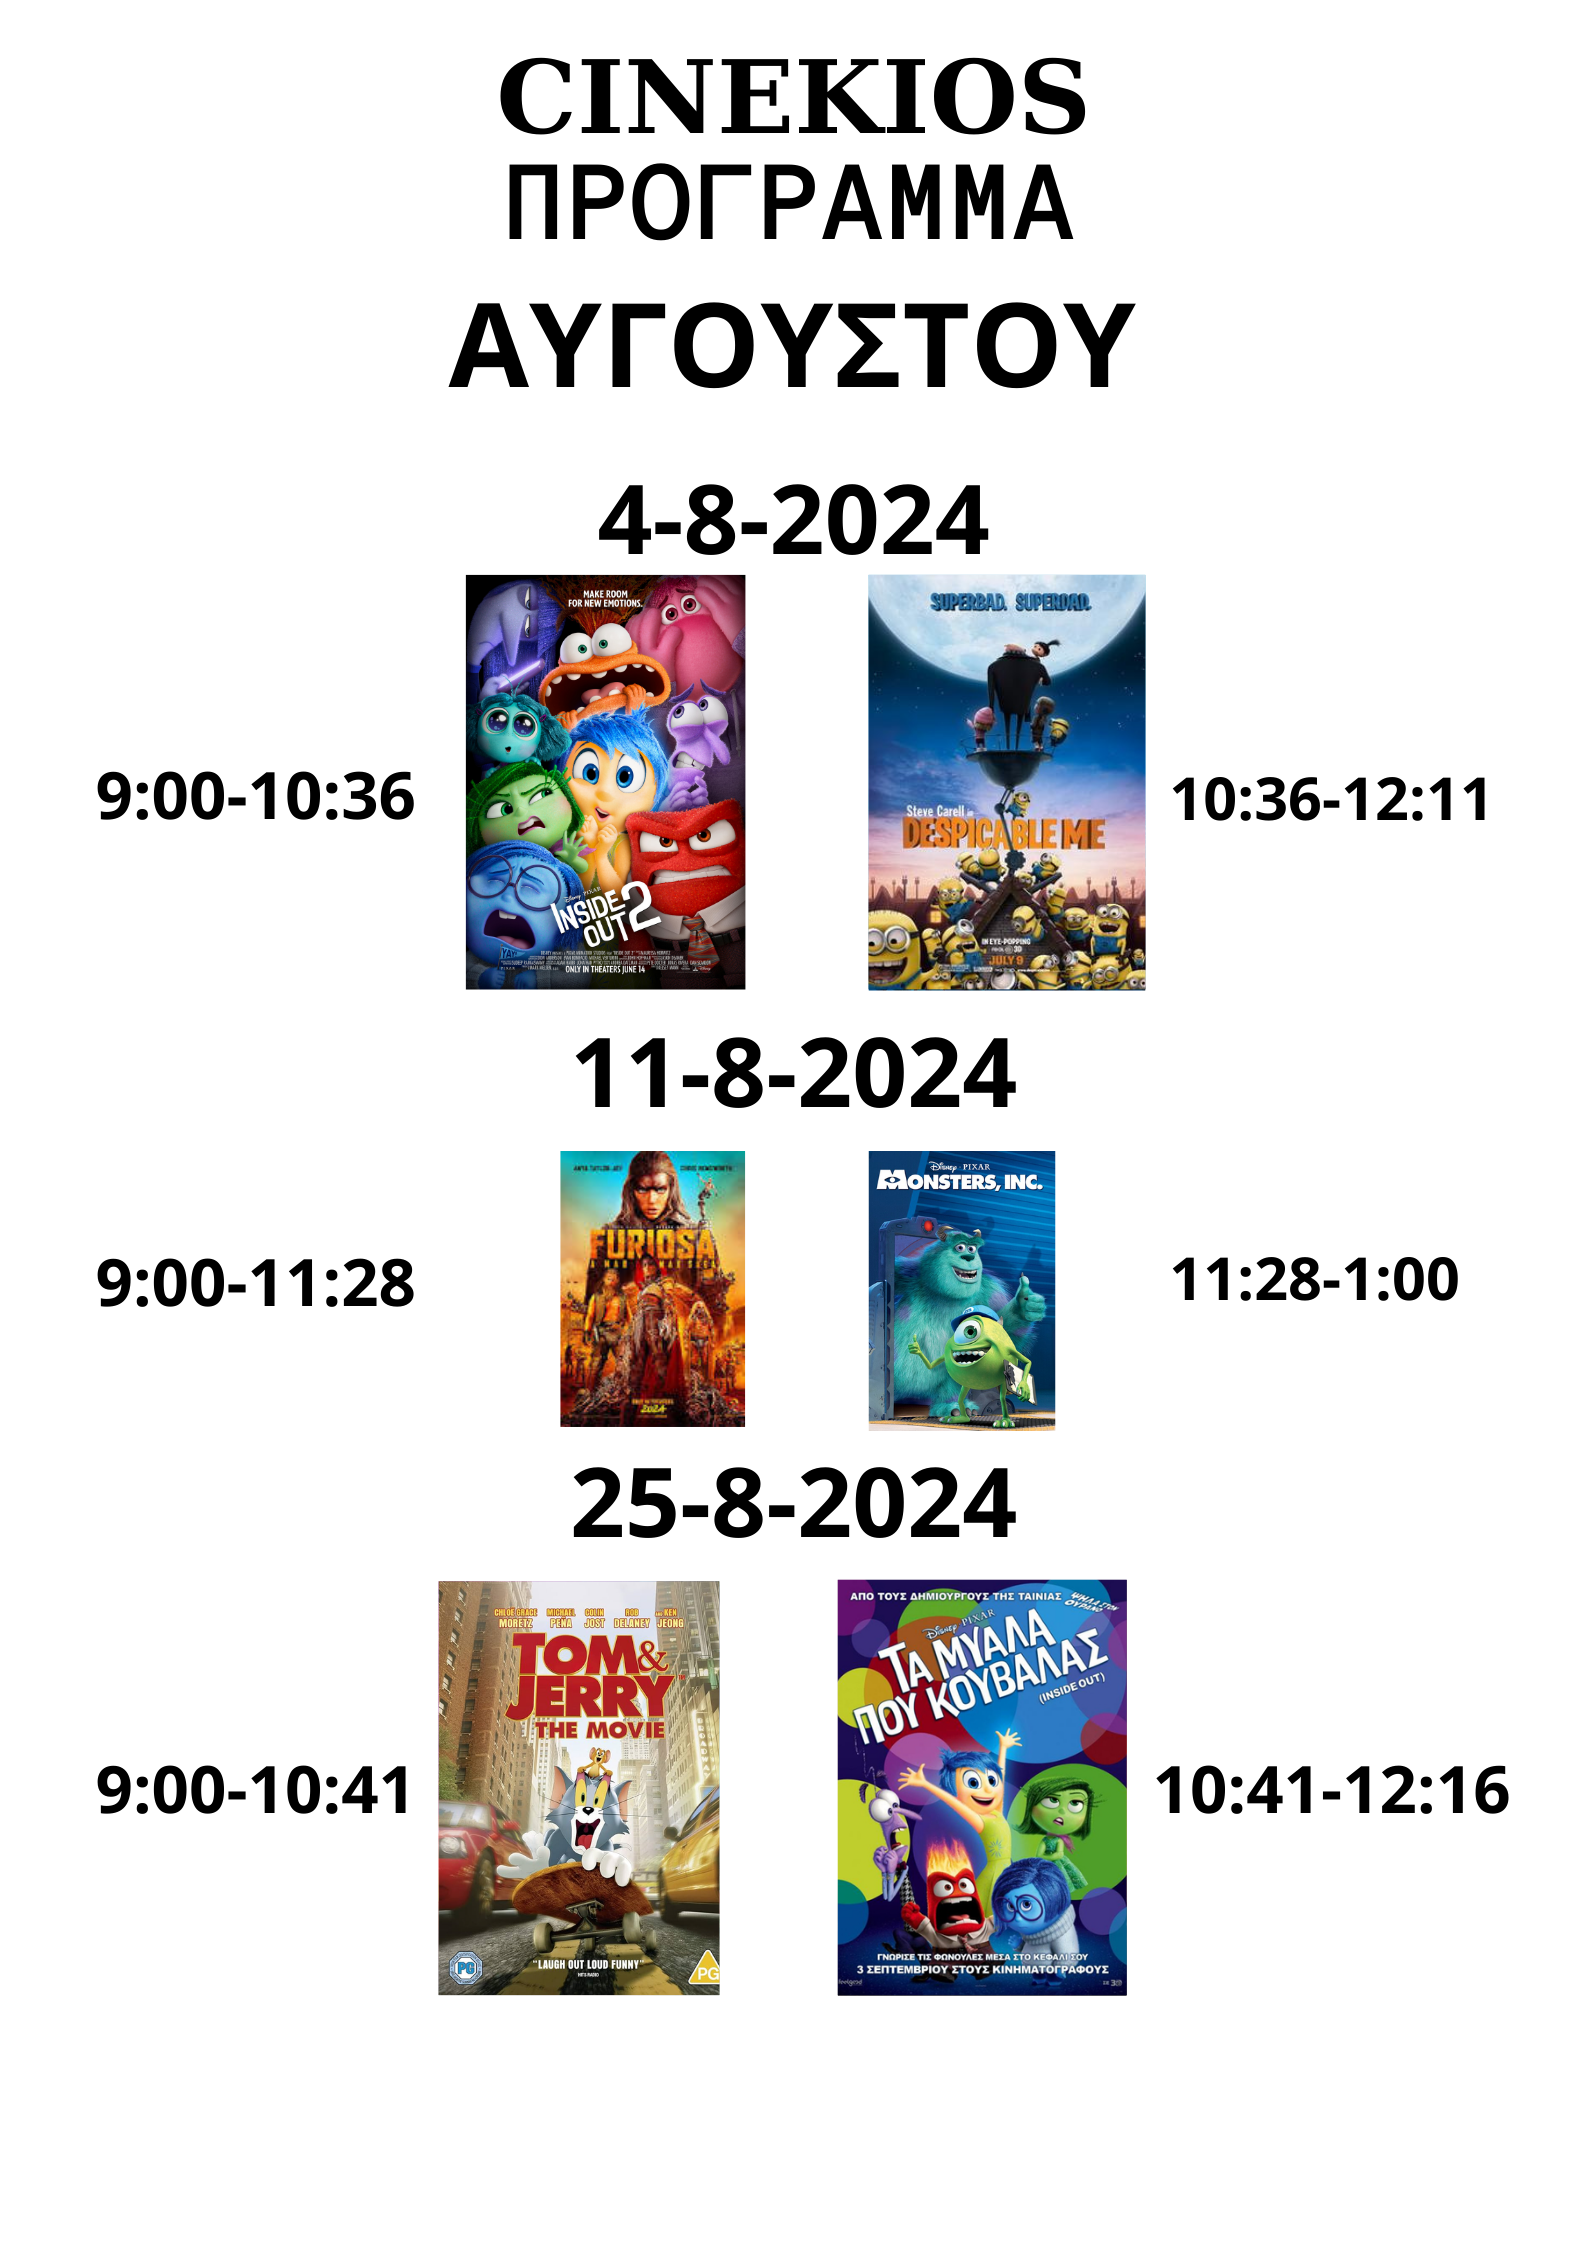 CINEKIOS
ΠΡΟΓΡΑΜΜΑ
ΑΥΓΟΥΣΤΟΥ
4-8-2024
9:00-10:36
MAKE ROOM
FOR NEW EMOTIONS.
Disney PIXAR
INSIDE
OUT 2
ONLY IN THEATERS JUNE 14
SUPERBAD. SUPERDAD.
Steve Carell in
DESPICABLE ME
IN EYE-POPPING
3D
JULY 9
10:36-12:11
11-8-2024
9:00-11:28
ANYA TAYLOR-JOY CHRIS HEMSWORTH
FURIOSA
2024
Disney · PIXAR
MONSTERS, INC.
11:28-1:00
25-8-2024
9:00-10:41
CHLOË GRACE MORETZ MICHAEL PEÑA COLIN JOST ROB DELANEY AND KEN JEONG
TOM &
JERRY
THE MOVIE
PG
"LAUGH OUT LOUD FUNNY"
HITS RADIO
PG
ΑΠΟ ΤΟΥΣ ΔΗΜΙΟΥΡΓΟΥΣ ΤΗΣ ΤΑΙΝΙΑΣ ΨΗΛΑ ΣΤΟΝ ΟΥΡΑΝΟ
Disney · PIXAR
ΤΑ ΜΥΑΛΑ
ΠΟΥ ΚΟΥΒΑΛΑΣ
(INSIDE OUT)
ΓΝΩΡΙΣΕ ΤΙΣ ΦΩΝΟΥΛΕΣ ΜΕΣΑ ΣΤΟ ΚΕΦΑΛΙ ΣΟΥ
3 ΣΕΠΤΕΜΒΡΙΟΥ ΣΤΟΥΣ ΚΙΝΗΜΑΤΟΓΡΑΦΟΥΣ
feelgood
3D
10:41-12:16